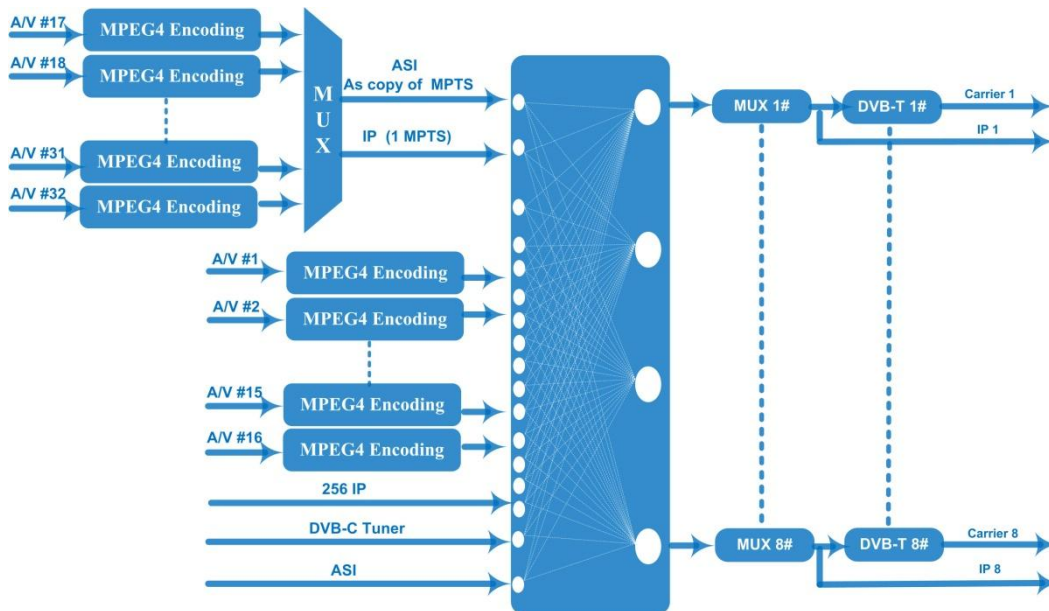 A/V #17
MPEG4 Encoding
A/V #18
MPEG4 Encoding
A/V #31
MPEG4 Encoding
A/V #32
MPEG4 Encoding
M
U
X
ASI
As copy of MPTS
IP (1 MPTS)
A/V #1
MPEG4 Encoding
A/V #2
MPEG4 Encoding
A/V #15
MPEG4 Encoding
A/V #16
MPEG4 Encoding
256 IP
DVB-C Tuner
ASI
MUX 1#
DVB-T 1#
Carrier 1
IP 1
MUX 8#
DVB-T 8#
Carrier 8
IP 8